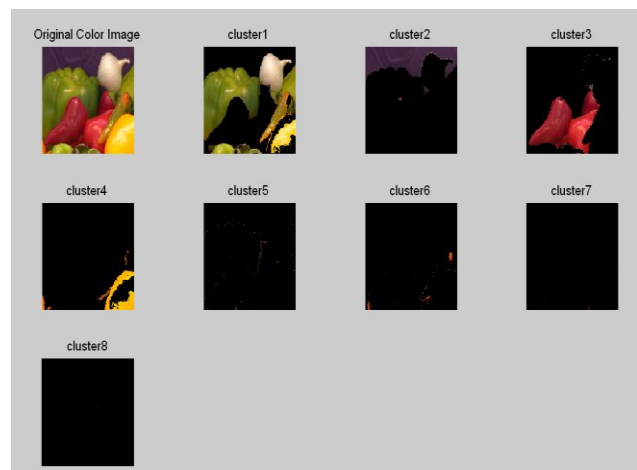 Original Color Image cluster1 cluster2 cluster3
cluster4 cluster5 cluster6 cluster7
cluster8